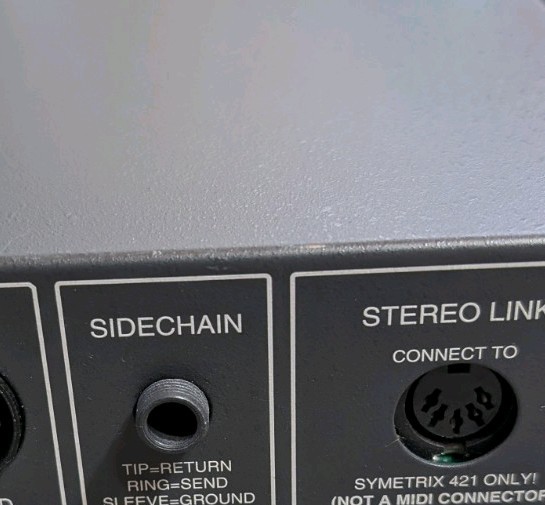 SIDECHAIN
TIP=RETURN
RING=SEND
SLEEVE=GROUND
STEREO LINK
CONNECT TO
SYMETRIX 421 ONLY!
(NOT A MIDI CONNECTOR